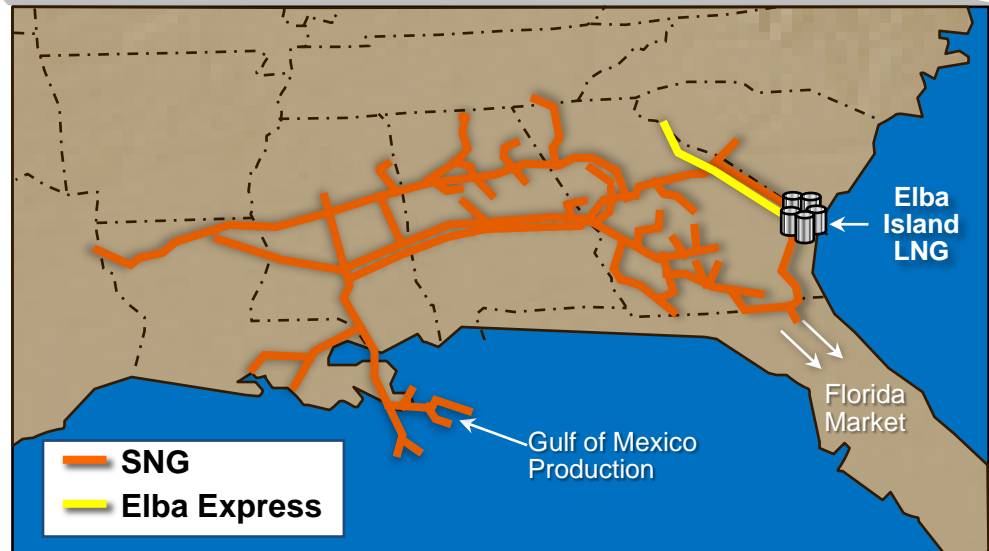 Elba
Island
LNG
Florida
Market
Gulf of Mexico
Production
SNG
Elba Express